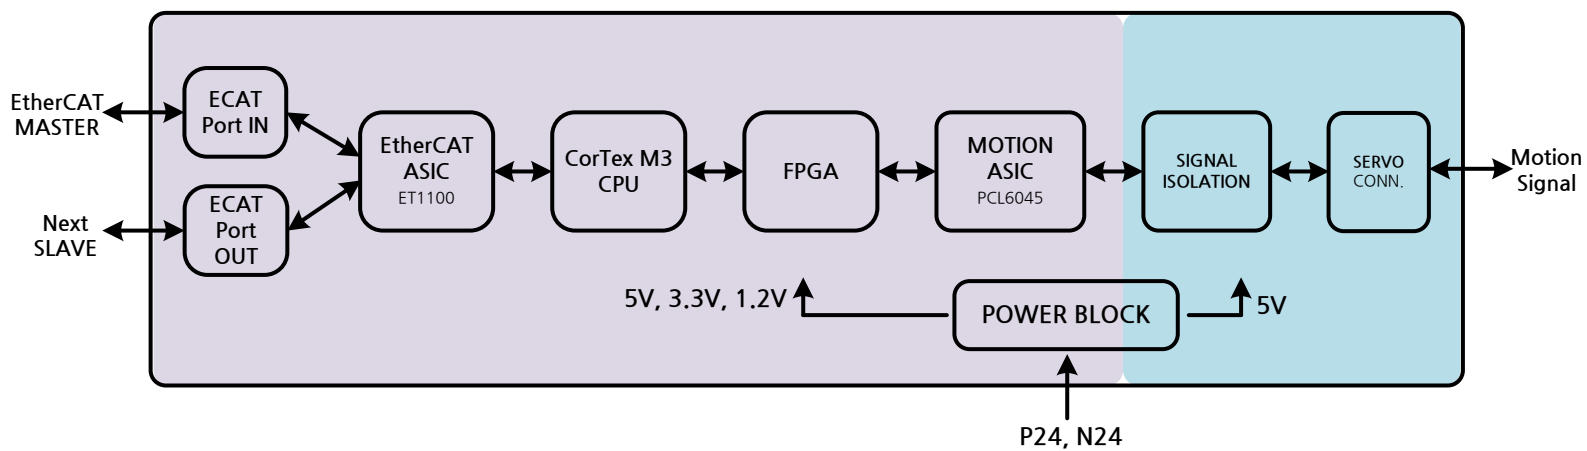 EtherCAT
MASTER
ECAT
Port IN
Next
SLAVE
ECAT
Port
OUT
EtherCAT
ASIC
ET1100
CorTex M3
CPU
FPGA
MOTION
ASIC
PCL6045
SIGNAL
ISOLATION
SERVO
CONN.
Motion
Signal
5V, 3.3V, 1.2V
POWER BLOCK
5V
P24, N24